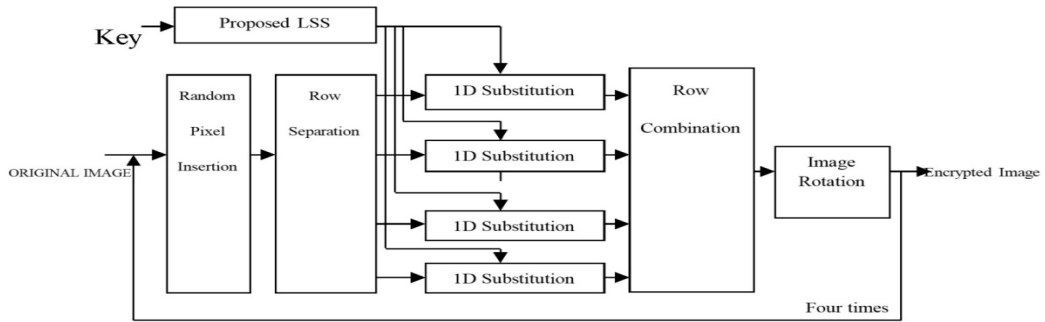 Proposed LSS
Key
Random
Pixel
Insertion
Row
Separation
1D Substitution
1D Substitution
1D Substitution
1D Substitution
Row
Combination
Image
Rotation
ORIGINAL IMAGE
Encrypted Image
Four times